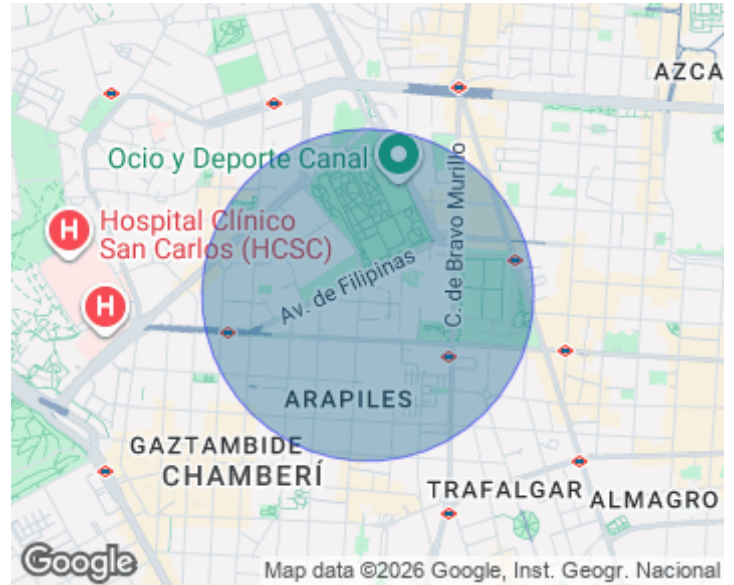 AZCA
Ocio y Deporte Canal
Hospital Clínico
San Carlos (HCSC)
H
H
Av. de Filipinas
C. de Bravo Murillo
ARAPILES
GAZTAMBIDE
CHAMBERÍ
TRAFALGAR
ALMAGRO
Google
Map data ©2026 Google, Inst. Geogr. Nacional